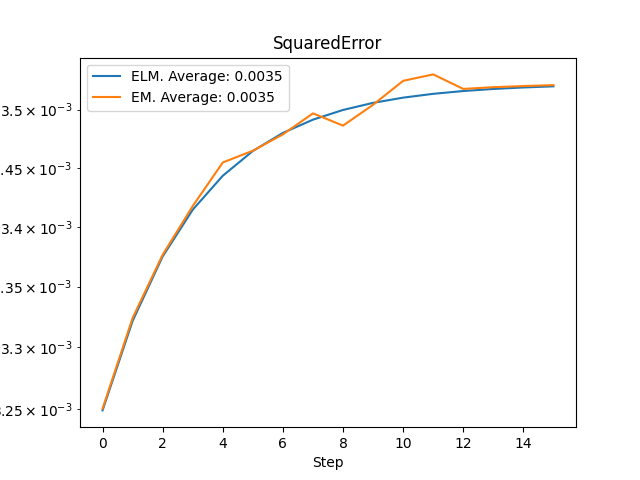 SquaredError
ELM. Average: 0.0035
EM. Average: 0.0035
3.5 × 10⁻³
.45 × 10⁻³
3.4 × 10⁻³
.35 × 10⁻³
3.3 × 10⁻³
3.25 × 10⁻³
0 2 4 6 8 10 12 14
Step